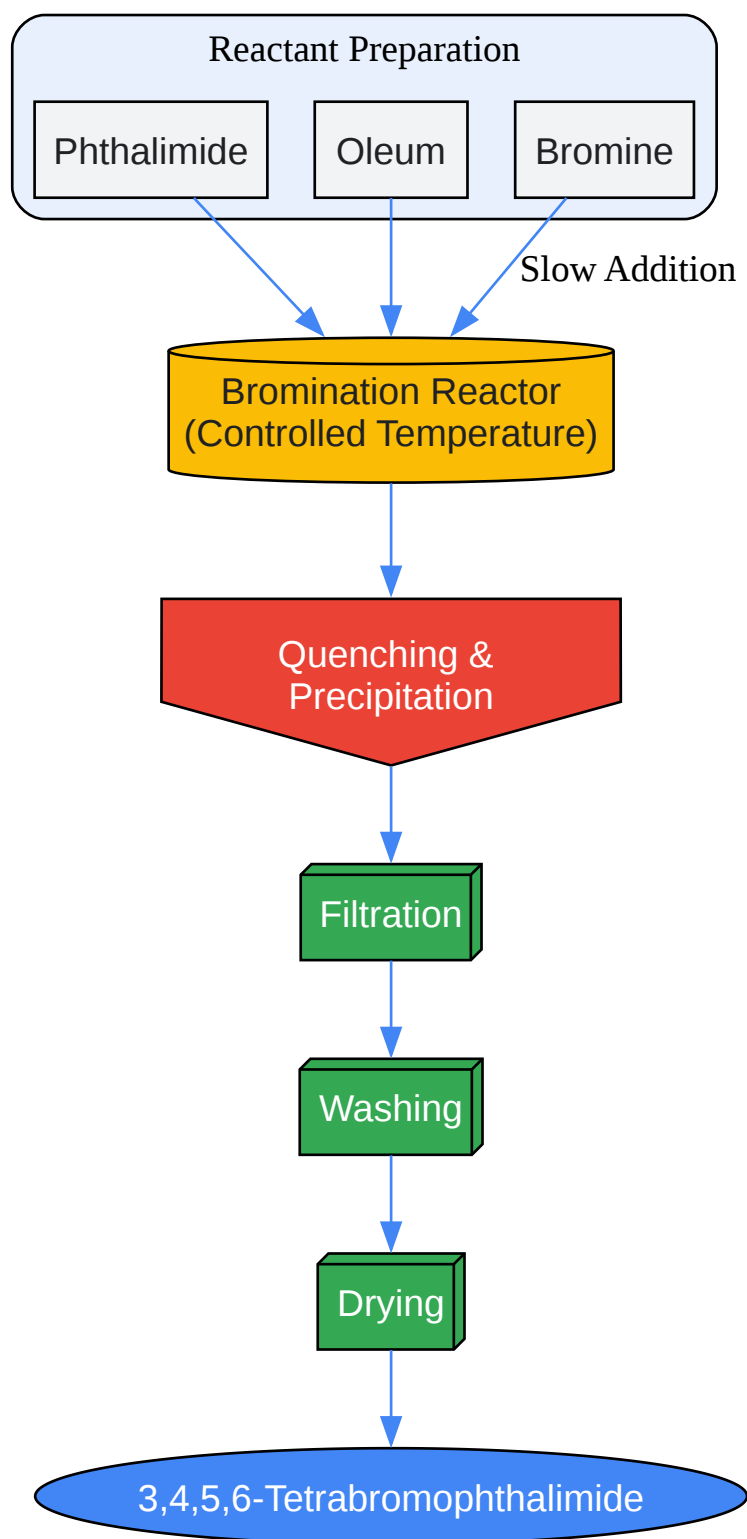 Reactant Preparation
Phthalimide
Oleum
Bromine
Slow Addition
Bromination Reactor
(Controlled Temperature)
Quenching &
Precipitation
Filtration
Washing
Drying
3,4,5,6-Tetrabromophthalimide